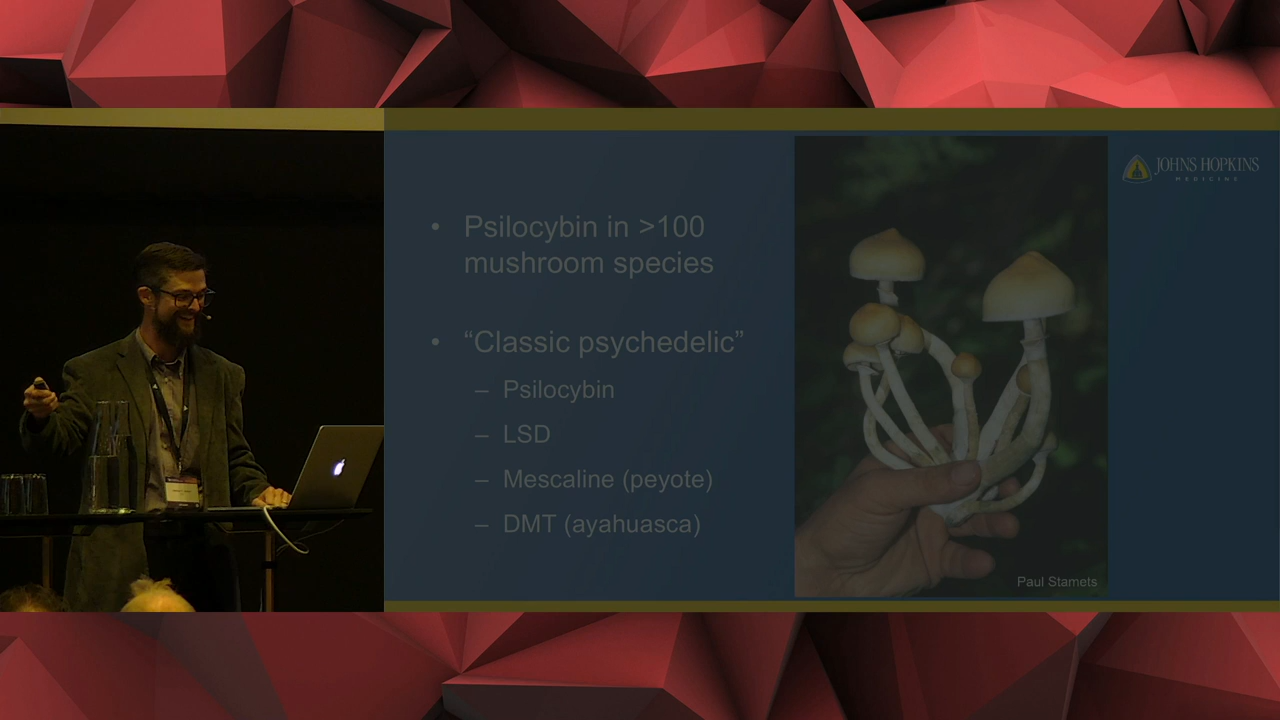 • Psilocybin in >100
mushroom species
• “Classic psychedelic”
– Psilocybin
– LSD
– Mescaline (peyote)
– DMT (ayahuasca)
JOHNS HOPKINS
MEDICINE
Paul Stamets